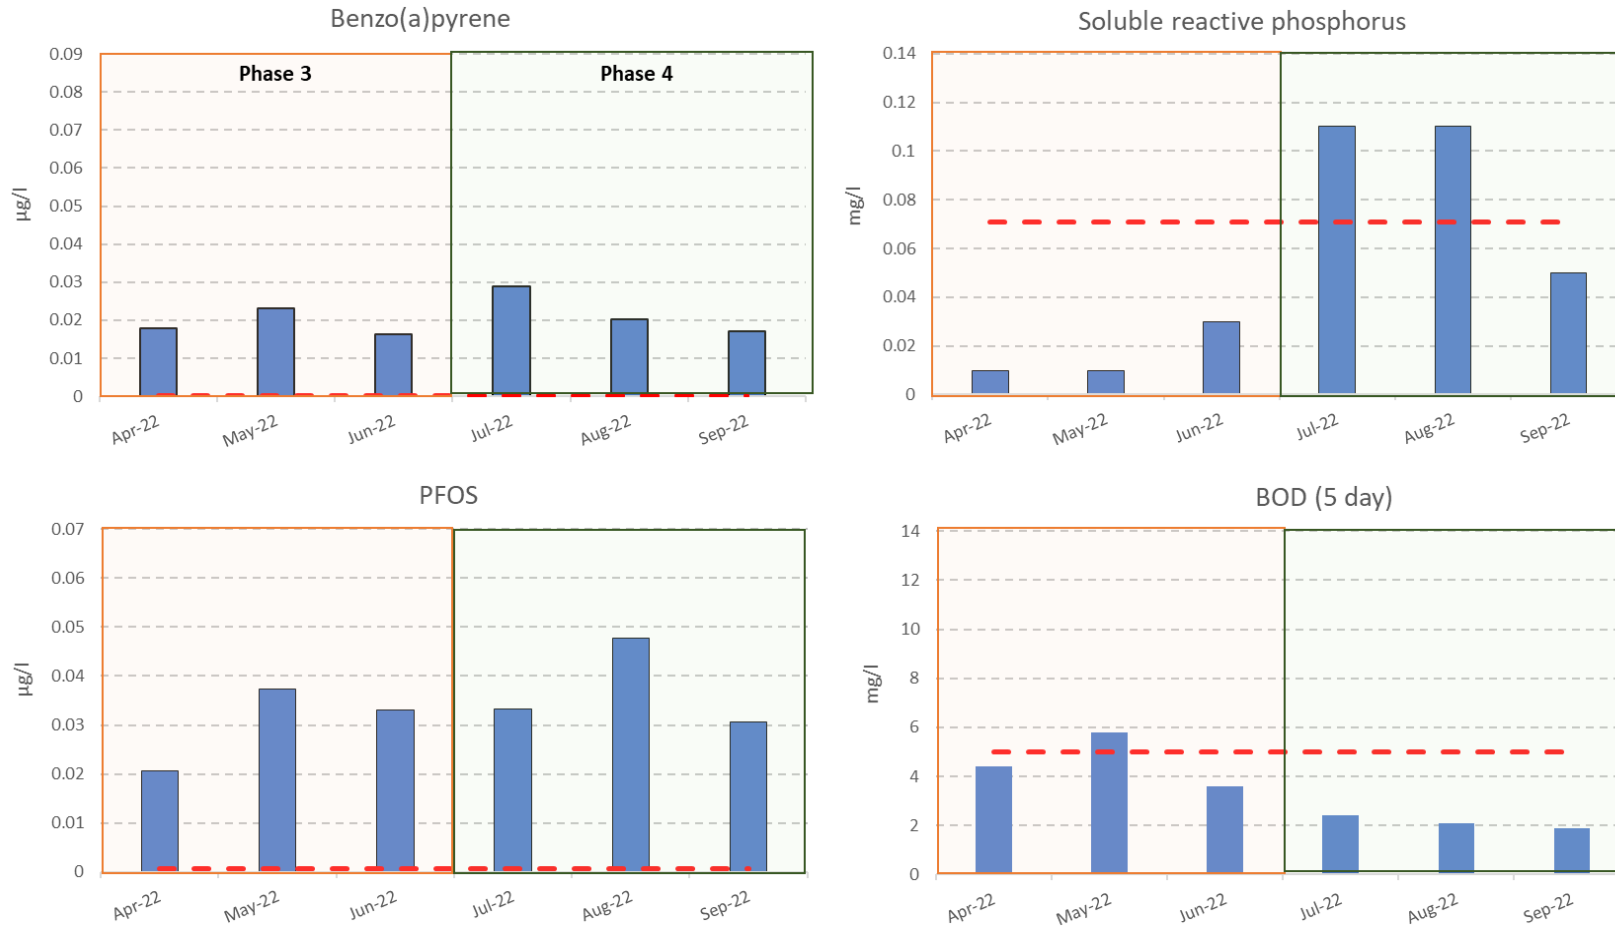 Benzo(a)pyrene
µg/l
0.09
0.08
0.07
0.06
0.05
0.04
0.03
0.02
0.01
0
Phase 3
Phase 4
Apr-22
May-22
Jun-22
Jul-22
Aug-22
Sep-22
Soluble reactive phosphorus
mg/l
0.14
0.12
0.1
0.08
0.06
0.04
0.02
0
Apr-22
May-22
Jun-22
Jul-22
Aug-22
Sep-22
PFOS
µg/l
0.07
0.06
0.05
0.04
0.03
0.02
0.01
0
Apr-22
May-22
Jun-22
Jul-22
Aug-22
Sep-22
BOD (5 day)
mg/l
14
12
10
8
6
4
2
0
Apr-22
May-22
Jun-22
Jul-22
Aug-22
Sep-22